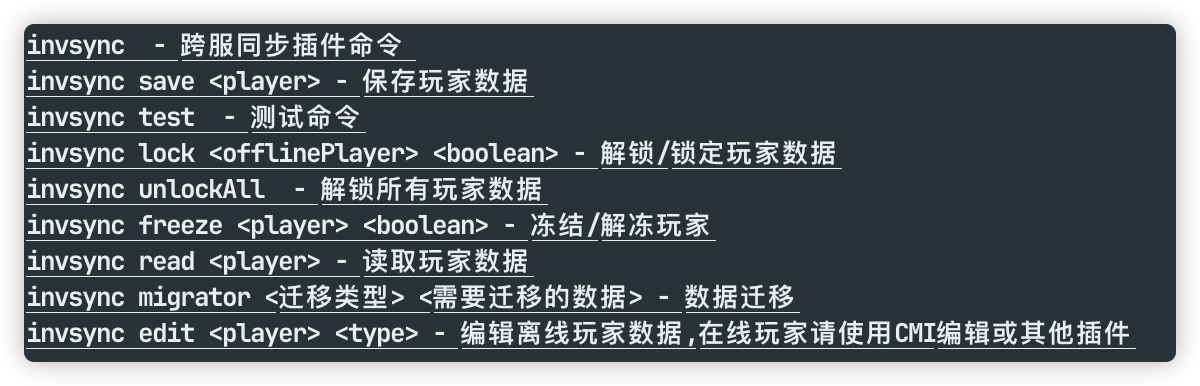 invsync  - 跨服同步插件命令
invsync save <player> - 保存玩家数据
invsync test  - 测试命令
invsync lock <offlinePlayer> <boolean> - 解锁/锁定玩家数据
invsync unlockAll  - 解锁所有玩家数据
invsync freeze <player> <boolean> - 冻结/解冻玩家
invsync read <player> - 读取玩家数据
invsync migrator <迁移类型> <需要迁移的数据> - 数据迁移
invsync edit <player> <type> - 编辑离线玩家数据,在线玩家请使用CMI编辑或其他插件